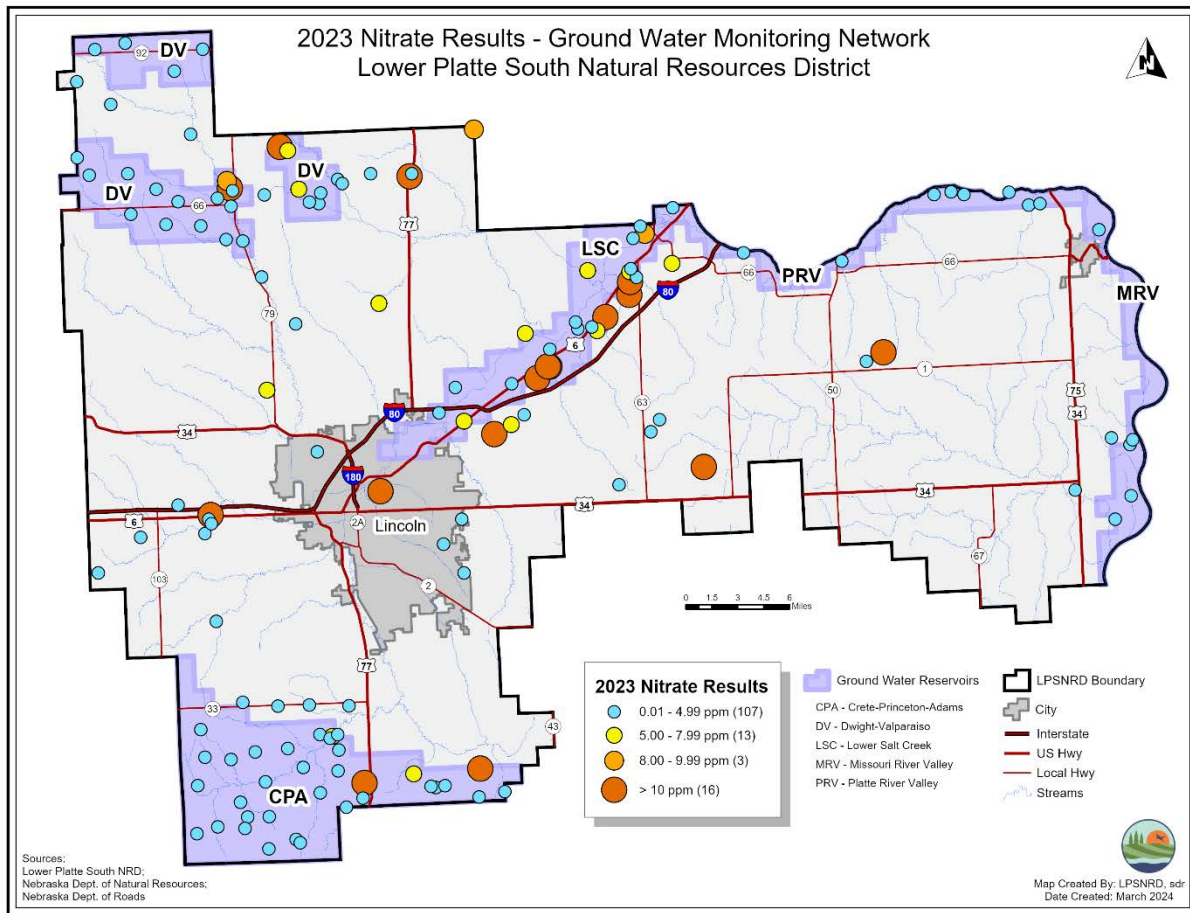 2023 Nitrate Results - Ground Water Monitoring Network
Lower Platte South Natural Resources District
N
92
DV
DV
DV
66
77
79
LSC
6
80
66
PRV
66
MRV
63
50
1
75
34
34
80
180
6
34
34
2A
Lincoln
103
2
67
77
33
43
CPA
0 1.5 3 4.5 6
Miles
2023 Nitrate Results
0.01 - 4.99 ppm (107)
5.00 - 7.99 ppm (13)
8.00 - 9.99 ppm (3)
> 10 ppm (16)
Ground Water Reservoirs
CPA - Crete-Princeton-Adams
DV - Dwight-Valparaiso
LSC - Lower Salt Creek
MRV - Missouri River Valley
PRV - Platte River Valley
LPSNRD Boundary
City
Interstate
US Hwy
Local Hwy
Streams
Sources:
Lower Platte South NRD;
Nebraska Dept. of Natural Resources;
Nebraska Dept. of Roads
Map Created By: LPSNRD, sdr
Date Created: March 2024